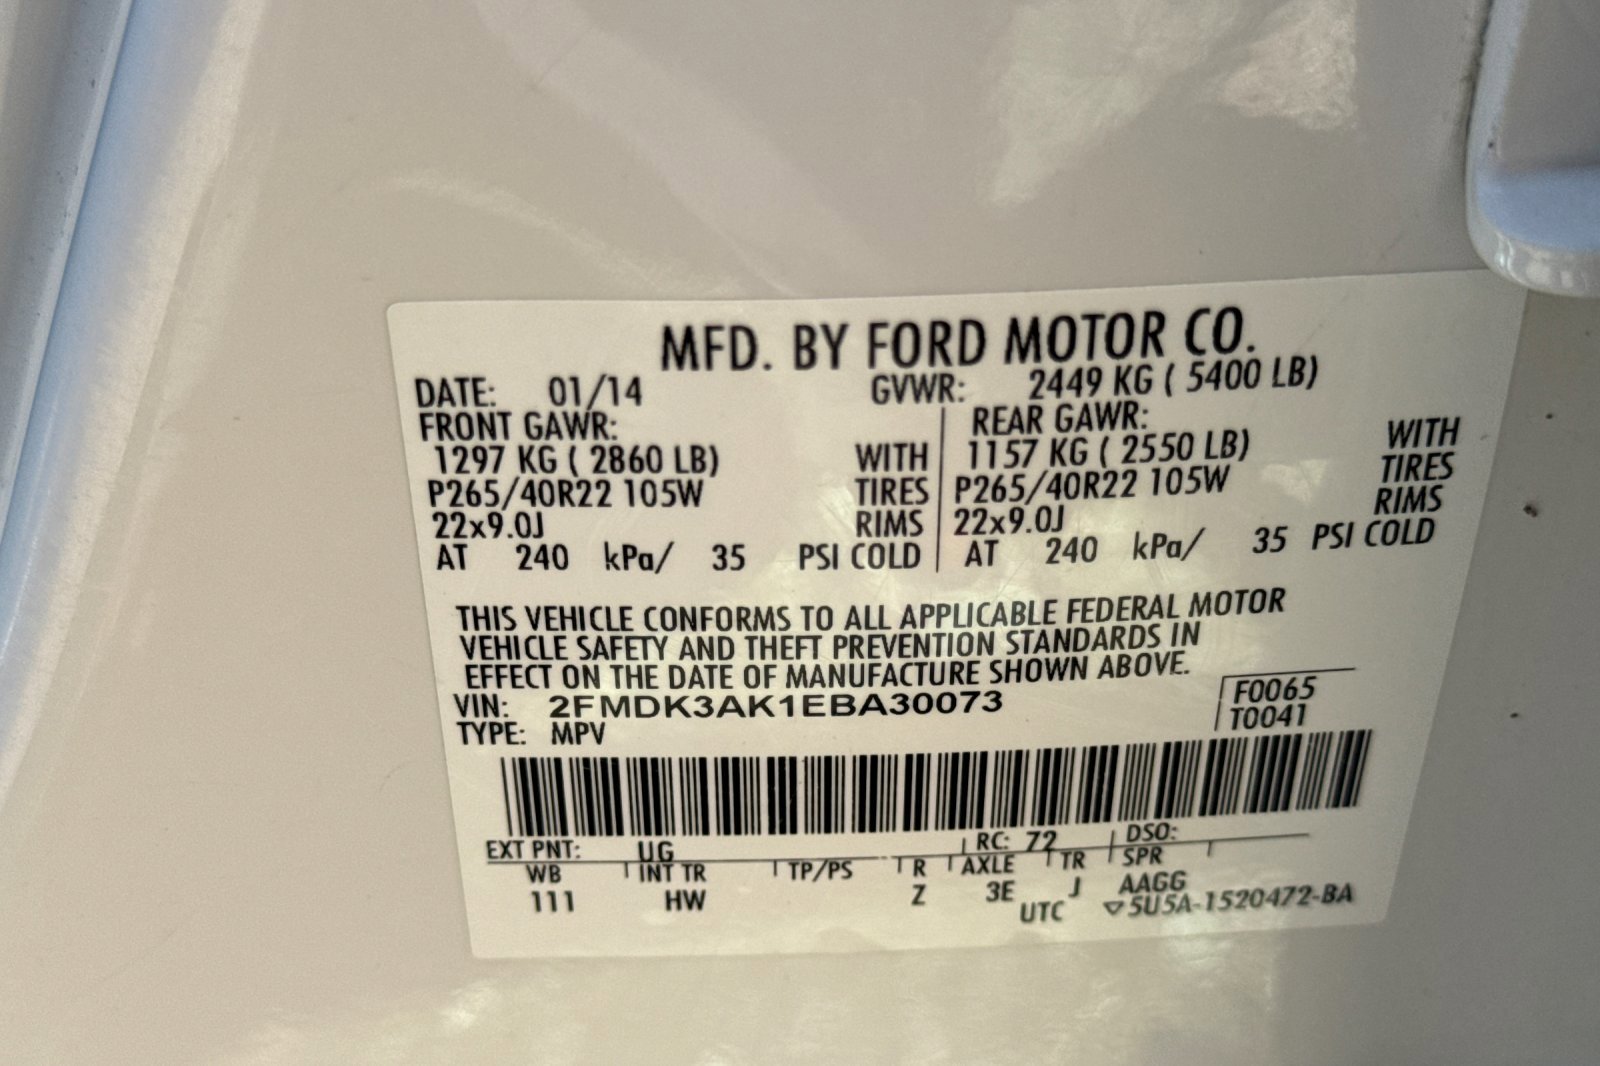 MFD. BY FORD MOTOR CO.
DATE: 01/14 GVWR: 2449 KG ( 5400 LB)
FRONT GAWR: REAR GAWR:
1297 KG ( 2860 LB) WITH 1157 KG ( 2550 LB) WITH
P265/40R22 105W TIRES P265/40R22 105W TIRES
22x9.0J RIMS 22x9.0J RIMS
AT 240 kPa/ 35 PSI COLD AT 240 kPa/ 35 PSI COLD
THIS VEHICLE CONFORMS TO ALL APPLICABLE FEDERAL MOTOR
VEHICLE SAFETY AND THEFT PREVENTION STANDARDS IN
EFFECT ON THE DATE OF MANUFACTURE SHOWN ABOVE.
VIN: 2FMDK3AK1EBA30073 F0065
TYPE: MPV T0041
EXT PNT: UG RC: 72 DSO:
WB INT TR TP/PS R AXLE TR SPR
111 HW Z 3E J AAGG
UTC ▽5U5A-1520472-BA